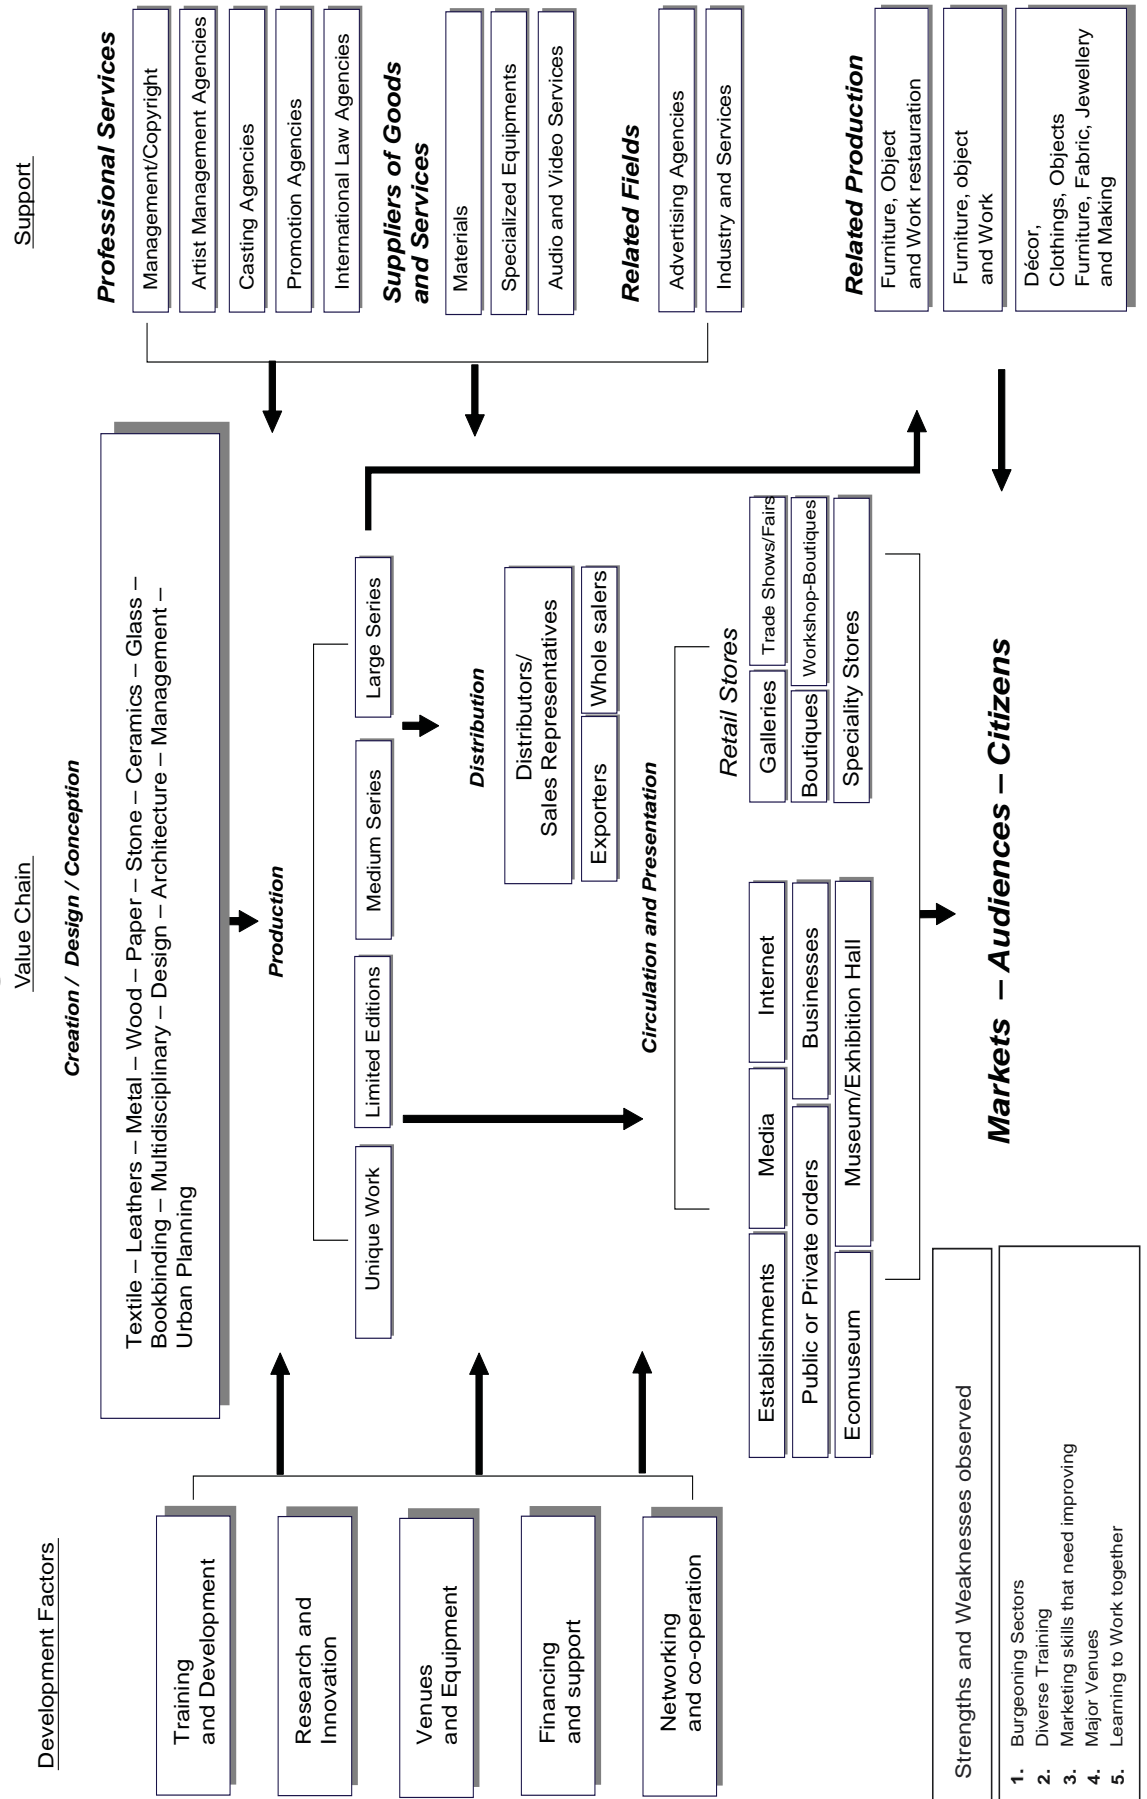 Development Factors
Training
and Development
Research and
Innovation
Venues
and Equipment
Financing
and support
Networking
and co-operation
Strengths and Weaknesses observed
1. Burgeoning Sectors
2. Diverse Training
3. Marketing skills that need improving
4. Major Venues
5. Learning to Work together
Value Chain
Creation / Design / Conception
Textile – Leathers – Metal – Wood – Paper – Stone – Ceramics – Glass –
Bookbinding – Multidisciplinary – Design – Architecture – Management –
Urban Planning
Production
Unique Work
Limited Editions
Medium Series
Large Series
Distribution
Distributors/
Sales Representatives
Exporters
Whole salers
Circulation and Presentation
Establishments
Media
Internet
Public or Private orders
Businesses
Ecomuseum
Museum/Exhibition Hall
Retail Stores
Galleries
Trade Shows/Fairs
Boutiques
Workshop-Boutiques
Speciality Stores
Markets – Audiences – Citizens
Support
Professional Services
Management/Copyright
Artist Management Agencies
Casting Agencies
Promotion Agencies
International Law Agencies
Suppliers of Goods
and Services
Materials
Specialized Equipments
Audio and Video Services
Related Fields
Advertising Agencies
Industry and Services
Related Production
Furniture, Object
and Work restauration
Furniture, object
and Work
Décor,
Clothings, Objects
Furniture, Fabric, Jewellery
and Making